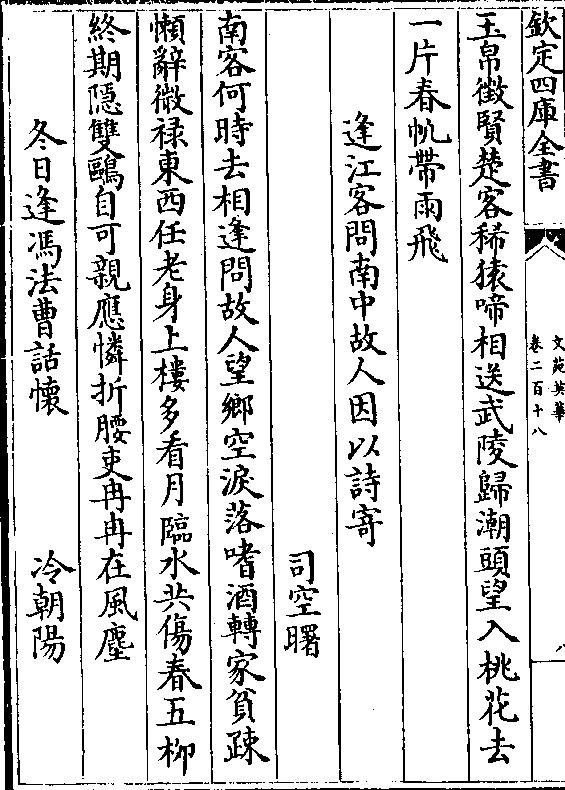 欽定四庫全書
文苑英華
卷二百十八
八
玉帛徴賢楚客稀猿啼相送武陵歸潮頭望入桃花去
一片春帆帶雨飛
逢江客問南中故人因以詩寄
司空曙
南客何時去相逢問故人望鄉空淚落嗜酒轉家貧疎
懶辭微禄東西任老身上樓多看月臨水共傷春五柳
終期隱雙鷗自可親應憐折腰吏冉冉在風塵
冬日逢馮法曹話懷
冷朝陽